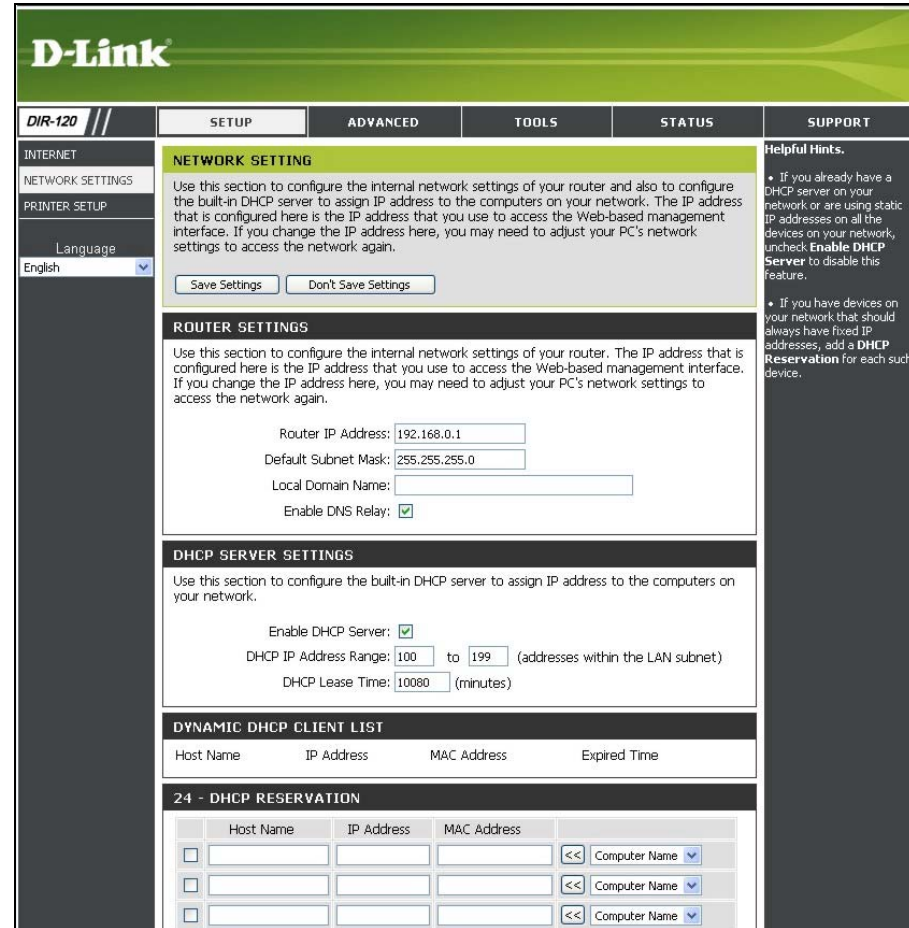 D-Link
DIR-120
SETUP
ADVANCED
TOOLS
STATUS
SUPPORT
INTERNET
NETWORK SETTINGS
PRINTER SETUP
Language
English
NETWORK SETTING
Use this section to configure the internal network settings of your router and also to configure
the built-in DHCP server to assign IP address to the computers on your network. The IP address
that is configured here is the IP address that you use to access the Web-based management
interface. If you change the IP address here, you may need to adjust your PC's network
settings to access the network again.
Save Settings
Don't Save Settings
ROUTER SETTINGS
Use this section to configure the internal network settings of your router. The IP address that is
configured here is the IP address that you use to access the Web-based management interface.
If you change the IP address here, you may need to adjust your PC's network settings to
access the network again.
Router IP Address: 192.168.0.1
Default Subnet Mask: 255.255.255.0
Local Domain Name:
Enable DNS Relay:
DHCP SERVER SETTINGS
Use this section to configure the built-in DHCP server to assign IP address to the computers on
your network.
Enable DHCP Server:
DHCP IP Address Range: 100 to 199 (addresses within the LAN subnet)
DHCP Lease Time: 10080 (minutes)
DYNAMIC DHCP CLIENT LIST
Host Name IP Address MAC Address Expired Time
24 - DHCP RESERVATION
Host Name IP Address MAC Address
<< Computer Name
<< Computer Name
<< Computer Name
Helpful Hints.
• If you already have a
DHCP server on your
network or are using static
IP addresses on all the
devices on your network,
uncheck Enable DHCP
Server to disable this
feature.
• If you have devices on
your network that should
always have fixed IP
addresses, add a DHCP
Reservation for each such
device.